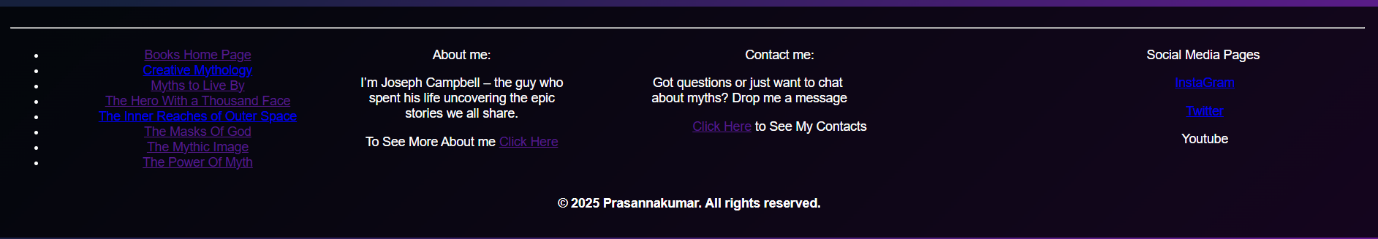 Books Home Page
Creative Mythology
Myths to Live By
The Hero With a Thousand Face
The Inner Reaches of Outer Space
The Masks Of God
The Mythic Image
The Power Of Myth
About me:
I'm Joseph Campbell – the guy who
spent his life uncovering the epic
stories we all share.
To See More About me Click Here
Contact me:
Got questions or just want to chat
about myths? Drop me a message
Click Here to See My Contacts
Social Media Pages
InstaGram
Twitter
Youtube
© 2025 Prasannakumar. All rights reserved.